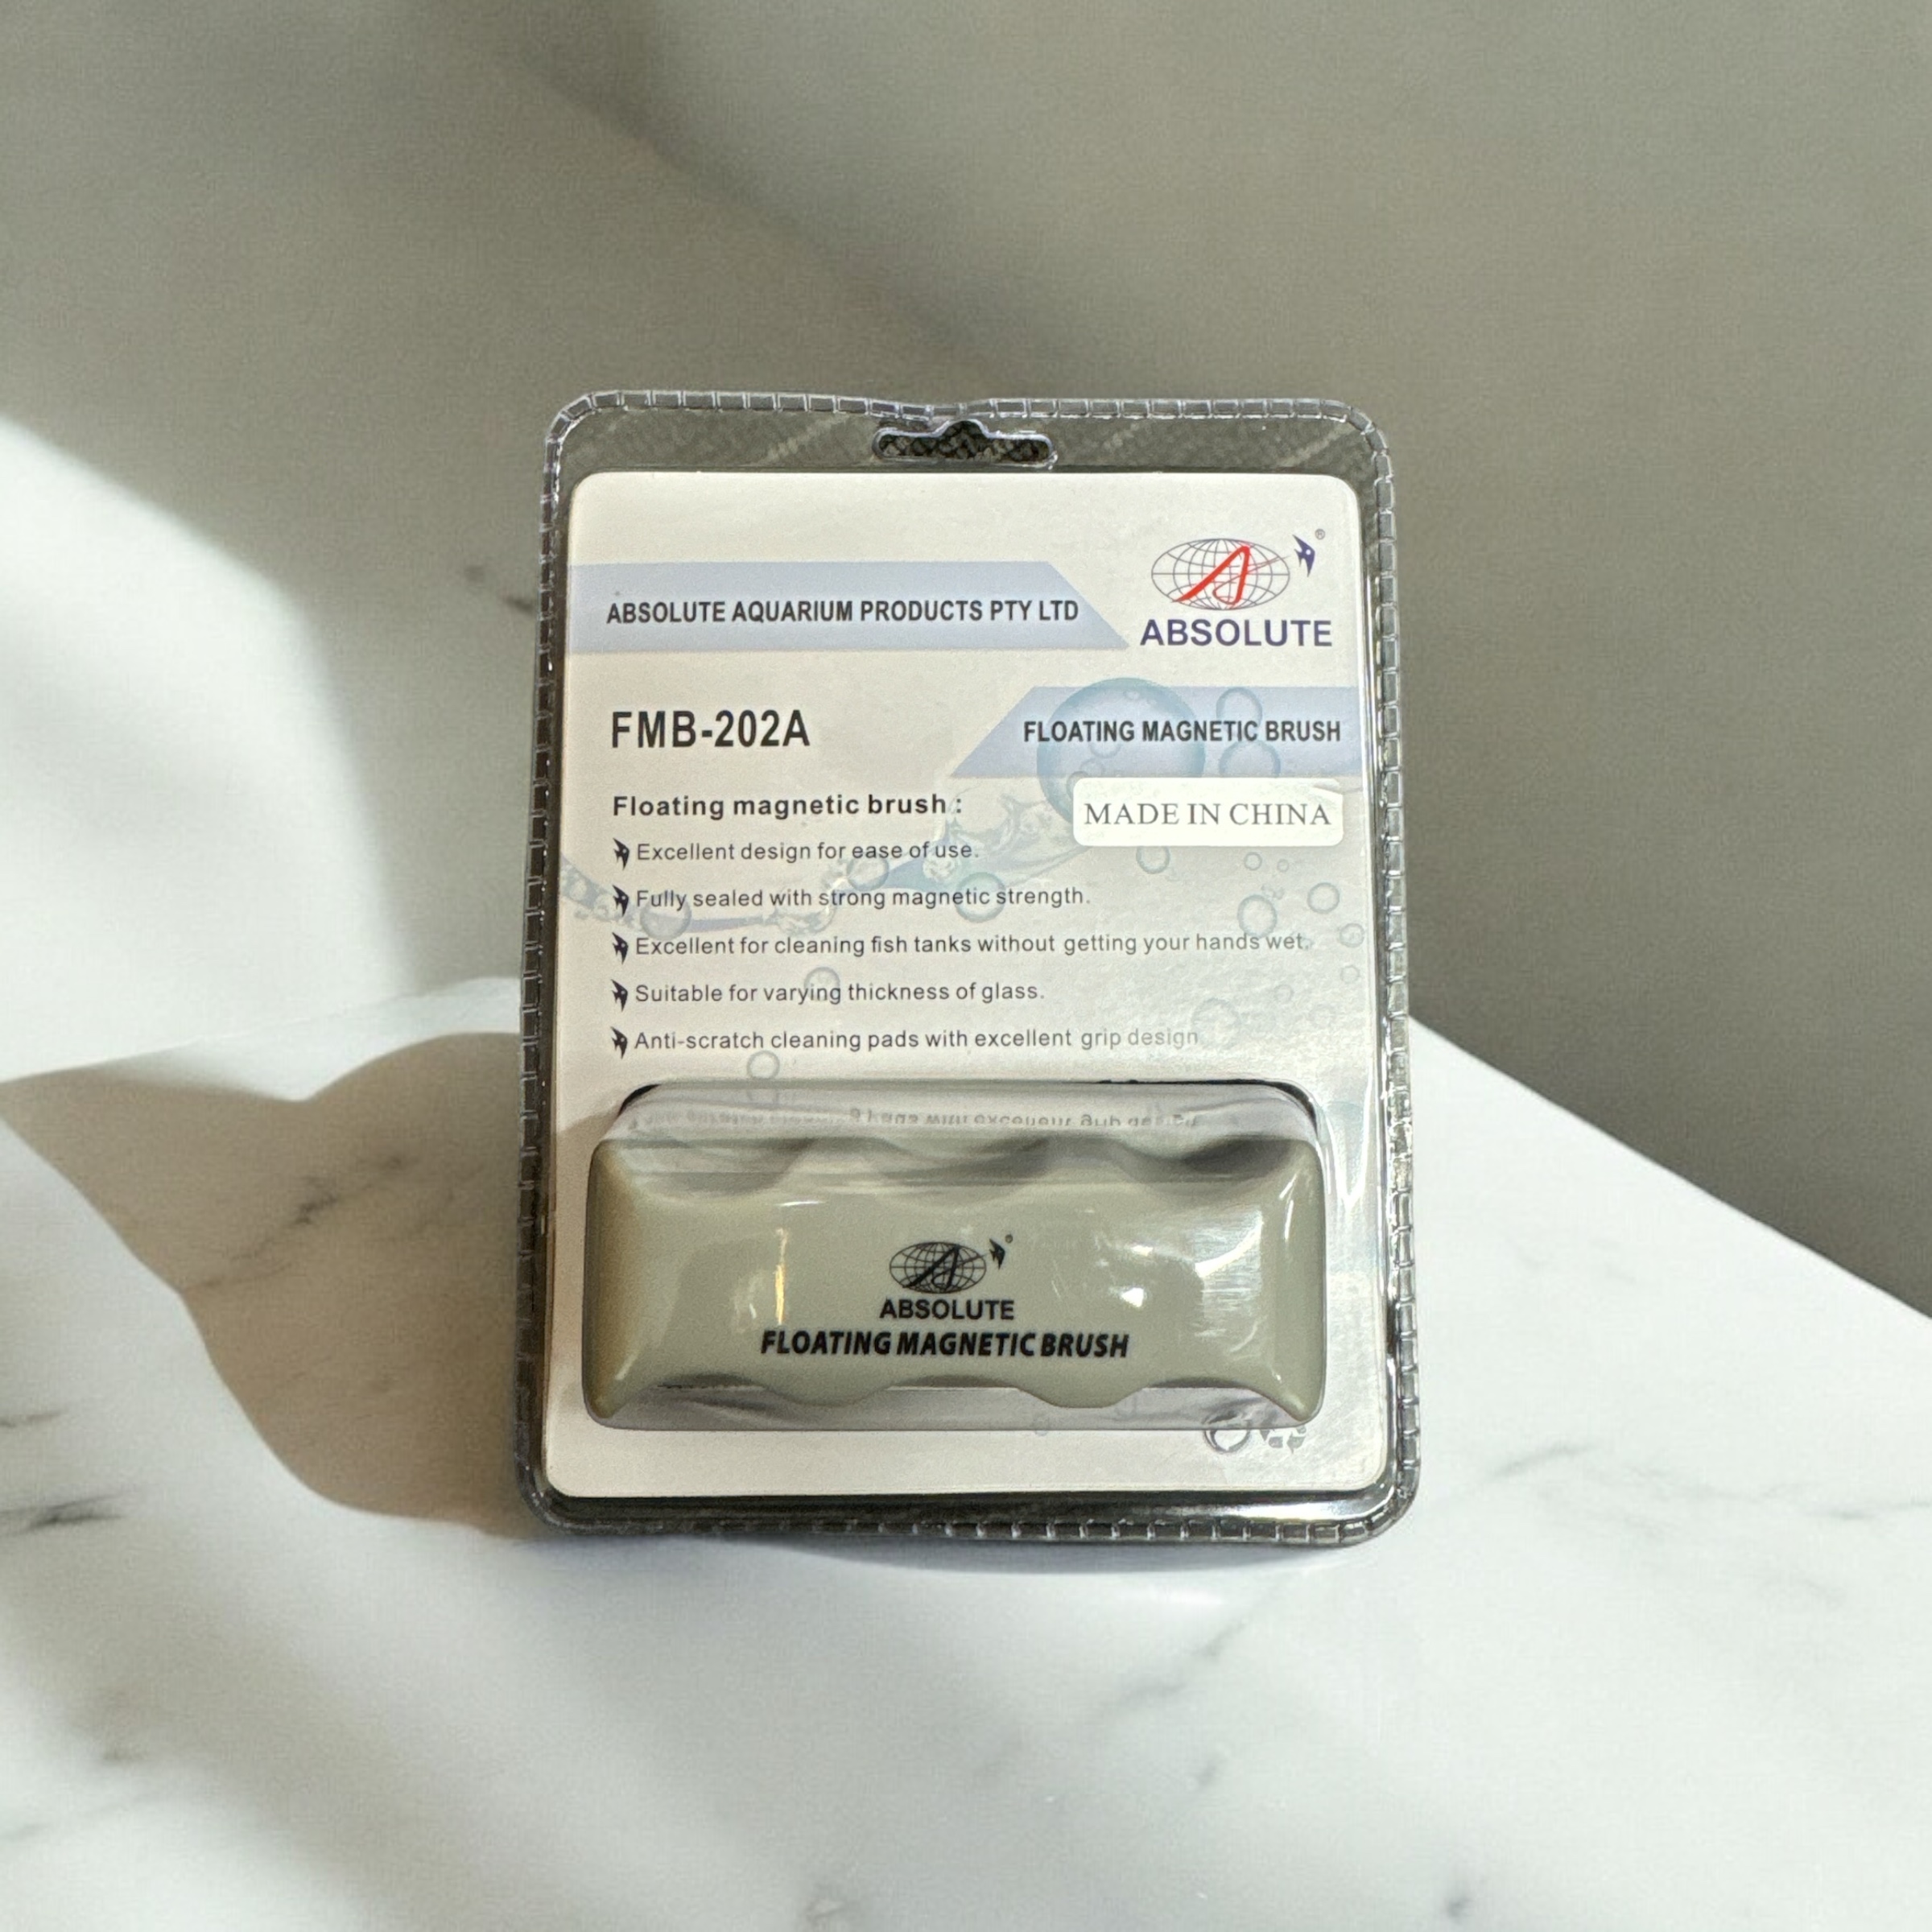 ABSOLUTE AQUARIUM PRODUCTS PTY LTD
®
ABSOLUTE
FMB-202A
FLOATING MAGNETIC BRUSH
MADE IN CHINA
Floating magnetic brush :
Excellent design for ease of use.
Fully sealed with strong magnetic strength.
Excellent for cleaning fish tanks without getting your hands wet.
Suitable for varying thickness of glass.
Anti-scratch cleaning pads with excellent grip design
®
ABSOLUTE
FLOATING MAGNETIC BRUSH